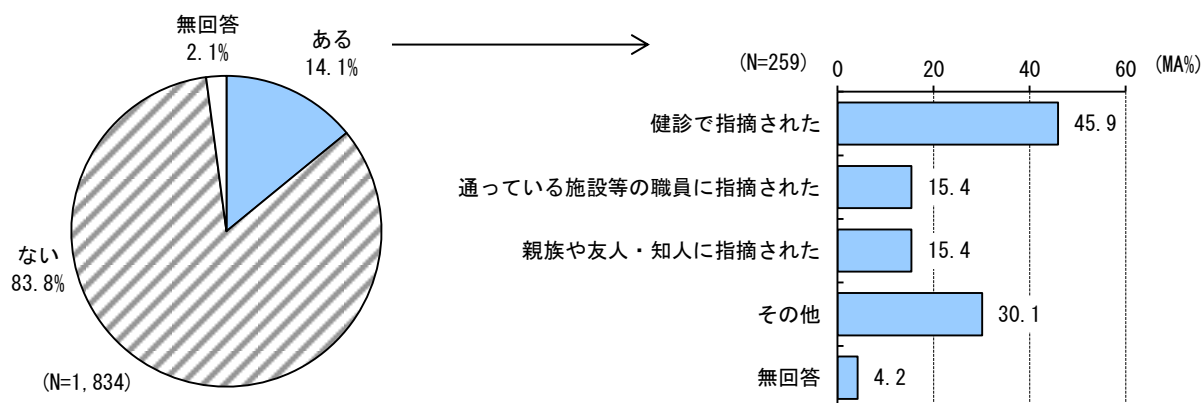 無回答
2.1%
ある
14.1%
ない
83.8%
(N=1,834)
(N=259)
0 20 40 60 (MA%)
健診で指摘された 45.9
通っている施設等の職員に指摘された 15.4
親族や友人・知人に指摘された 15.4
その他 30.1
無回答 4.2